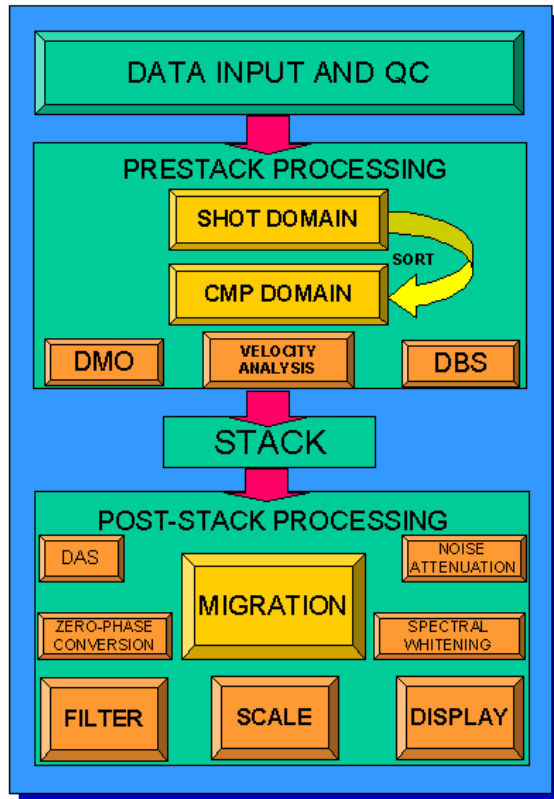 DATA INPUT AND QC
PRESTACK PROCESSING
SHOT DOMAIN
SORT
CMP DOMAIN
DMO
VELOCITY
ANALYSIS
DBS
STACK
POST-STACK PROCESSING
DAS
NOISE
ATTENUATION
MIGRATION
ZERO-PHASE
CONVERSION
SPECTRAL
WHITENING
FILTER
SCALE
DISPLAY